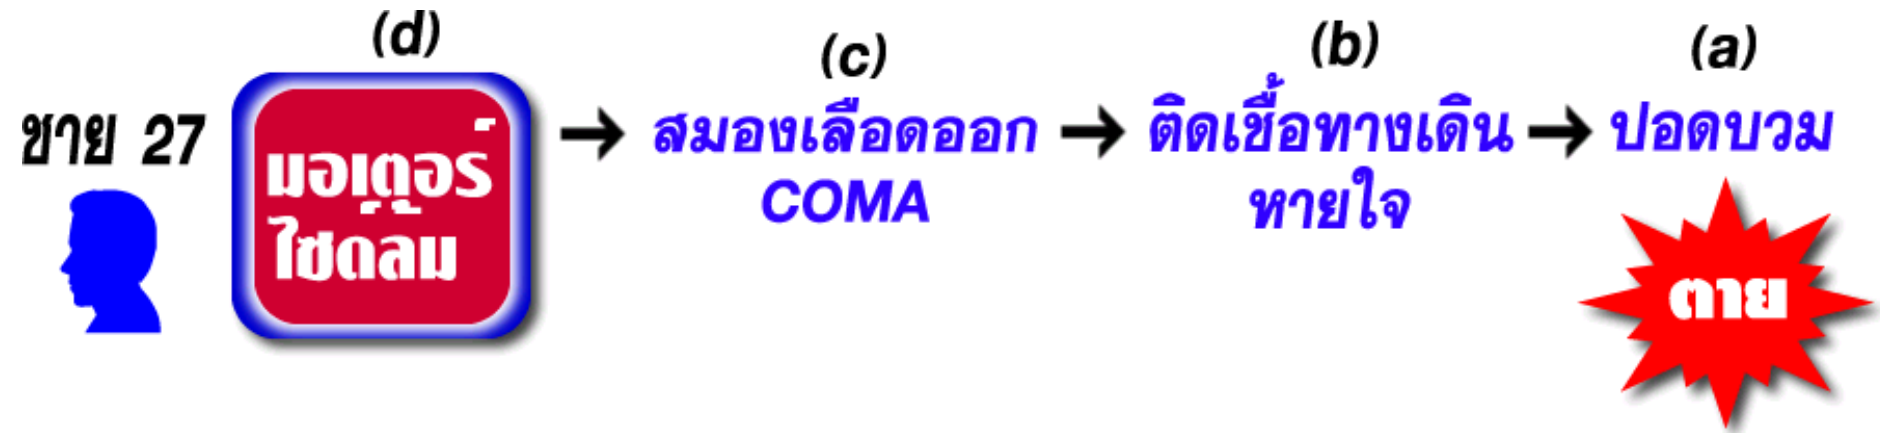 (d)
(c)
(b)
(a)
ชาย 27
มอเตอร์
ไซด์ล้ม
สมองเลือดออก
COMA
ติดเชื้อทางเดิน
หายใจ
ปอดบวม
ตาย